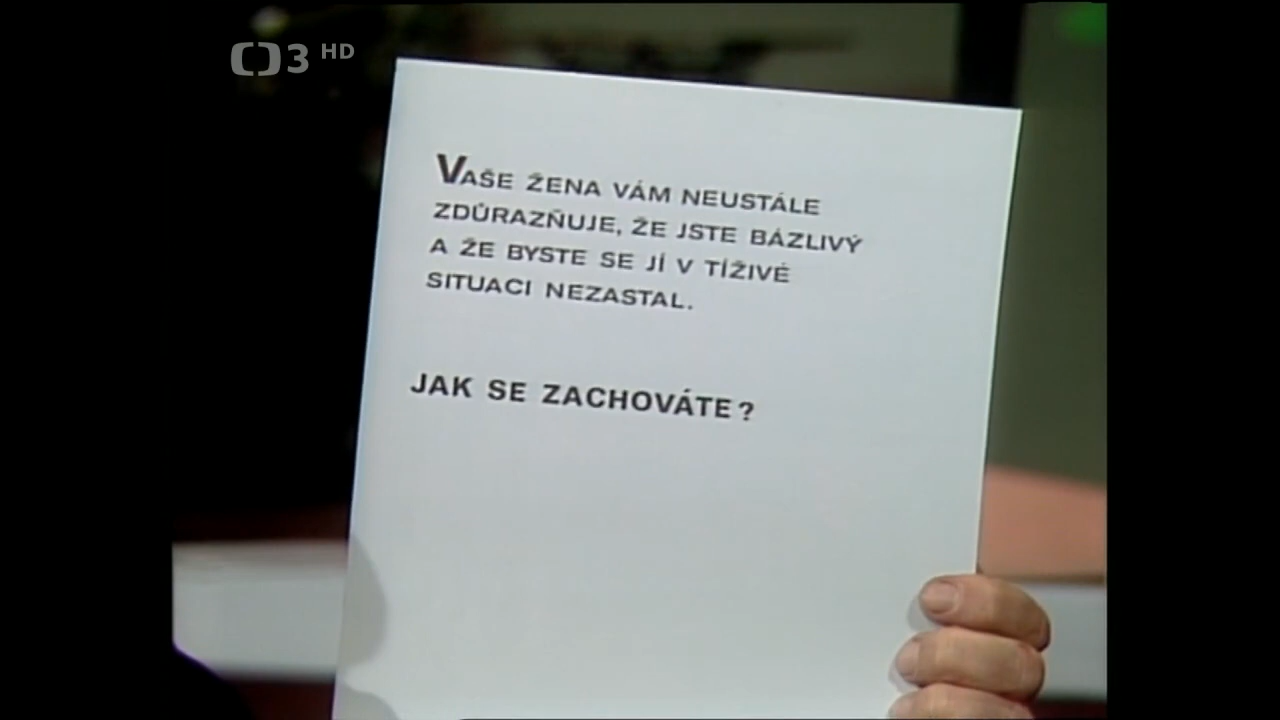 3 HD
VAŠE ŽENA VÁM NEUSTÁLE
ZDŮRAZŇUJE, ŽE JSTE BÁZLIVÝ
A ŽE BYSTE SE JÍ V TÍŽIVÉ
SITUACI NEZASTAL.
JAK SE ZACHOVÁTE?